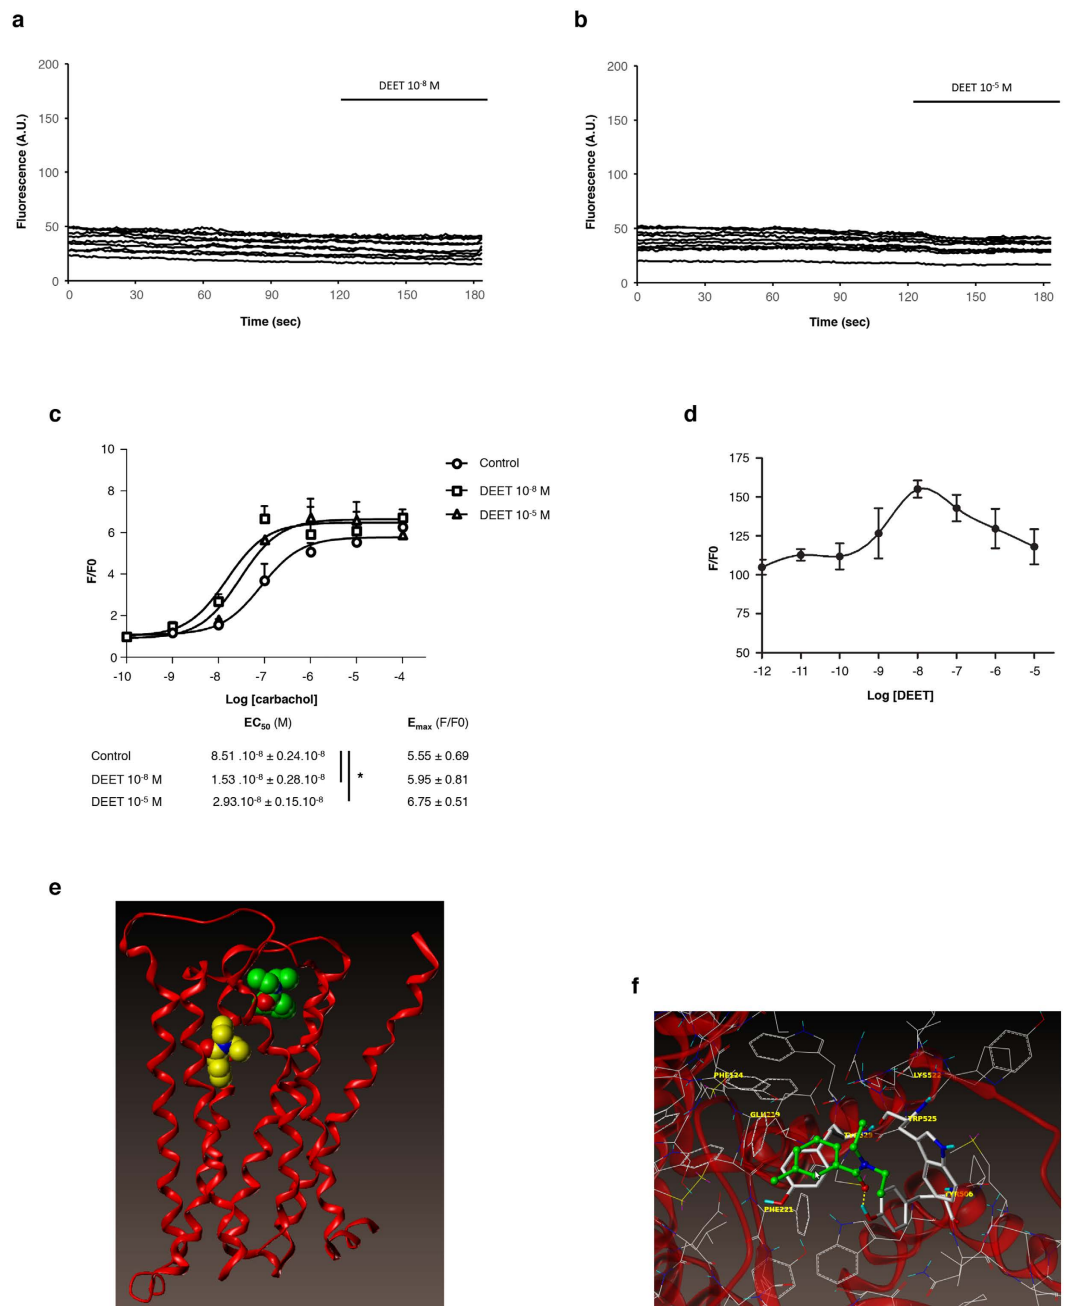 a
b
200
150
100
50
0
Fluorescence (A.U.)
DEET 10⁻⁸ M
0 30 60 90 120 150 180
Time (sec)
200
150
100
50
0
Fluorescence (A.U.)
DEET 10⁻⁵ M
0 30 60 90 120 150 180
Time (sec)
c
10
8
6
4
2
0
F/F0
-10 -9 -8 -7 -6 -5 -4
Log [carbachol]
Control
DEET 10⁻⁸ M
DEET 10⁻⁵ M
EC₅₀ (M) Eₘₐₓ (F/F0)
Control 8.51 .10⁻⁸ ± 0.24.10⁻⁸ 5.55 ± 0.69
DEET 10⁻⁸ M 1.53 .10⁻⁸ ± 0.28.10⁻⁸ * 5.95 ± 0.81
DEET 10⁻⁵ M 2.93.10⁻⁸ ± 0.15.10⁻⁸ 6.75 ± 0.51
d
175
150
125
100
75
50
F/F0
-12 -11 -10 -9 -8 -7 -6 -5
Log [DEET]
e
f
PHE124
TRP525
PHE221